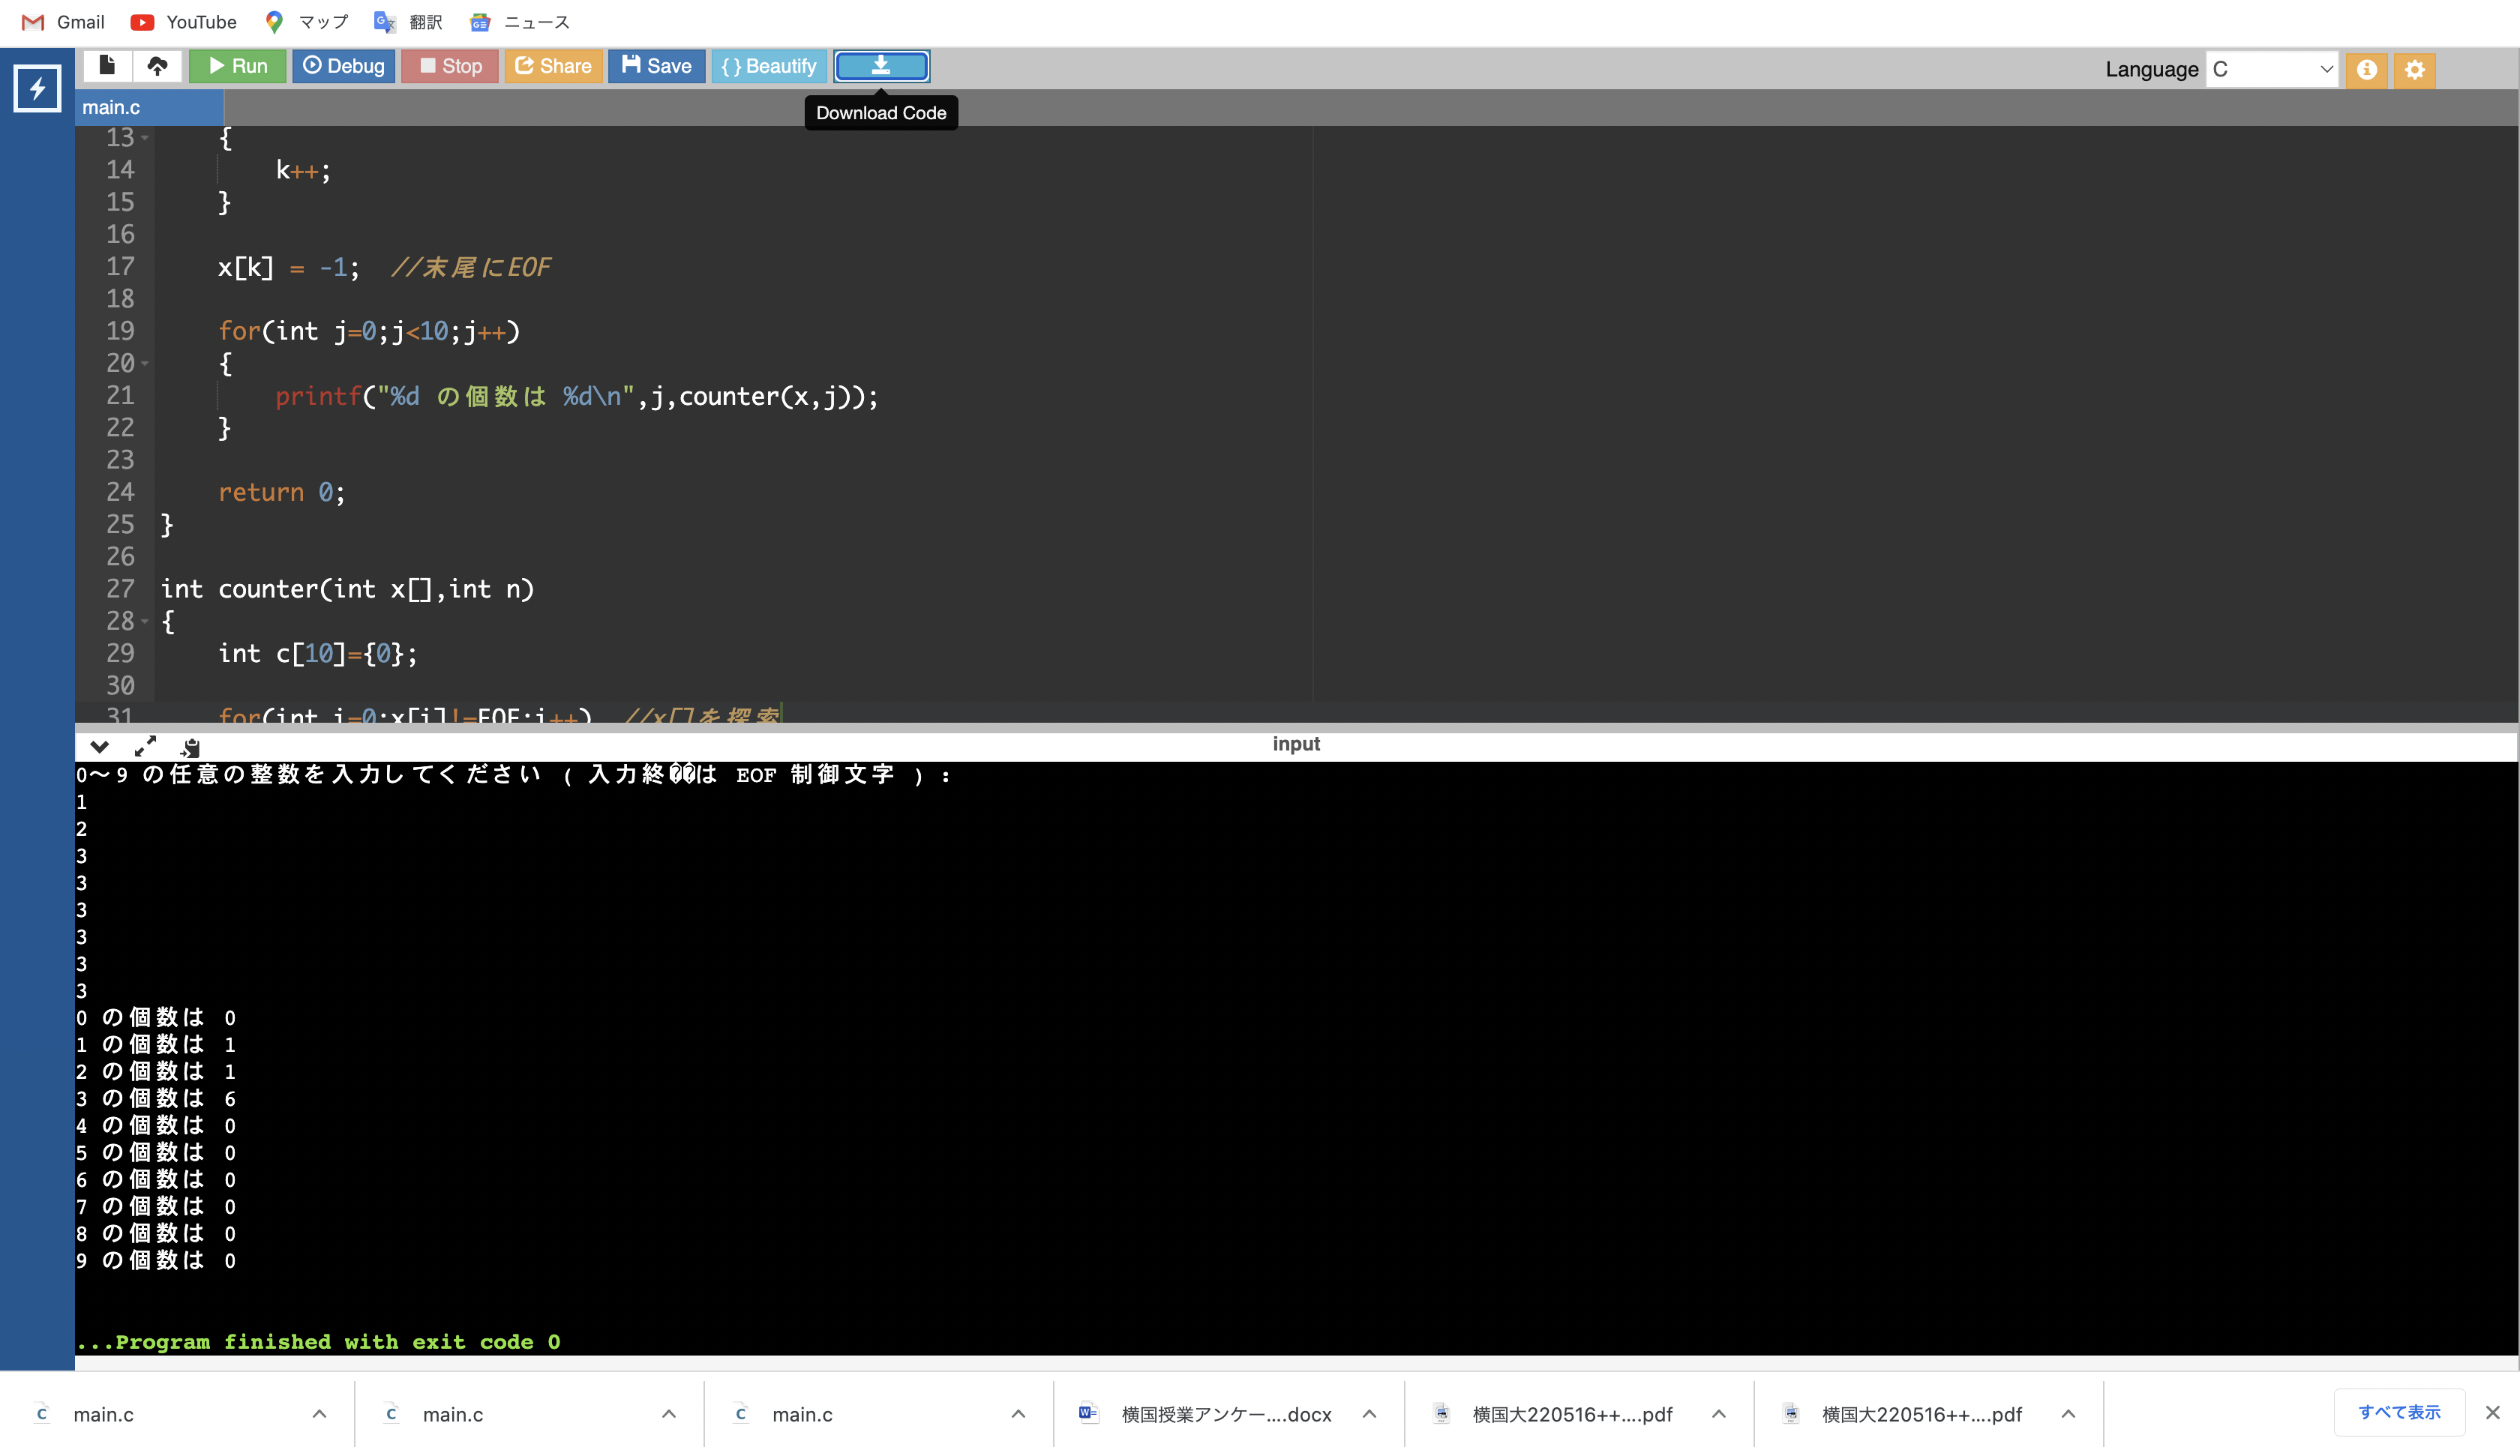 Gmail YouTube マップ 翻訳 ニュース
Run Debug Stop Share Save { } Beautify Language C
main.c Download Code
13 {
14 k++;
15 }
16
17 x[k] = -1; //末尾にEOF
18
19 for(int j=0;j<10;j++)
20 {
21 printf("%d の個数は %d\n",j,counter(x,j));
22 }
23
24 return 0;
25 }
26
27 int counter(int x[],int n)
28 {
29 int c[10]={0};
30
31 for(int i=0;x[i]!=EOF;i++) //x[]を探索
input
0～9 の任意の整数を入力してください ( 入力終��は EOF 制御文字 ) :
1
2
3
3
3
3
3
3
0 の個数は 0
1 の個数は 1
2 の個数は 1
3 の個数は 6
4 の個数は 0
5 の個数は 0
6 の個数は 0
7 の個数は 0
8 の個数は 0
9 の個数は 0
...Program finished with exit code 0
main.c main.c main.c 横国授業アンケー....docx 横国大220516++....pdf 横国大220516++....pdf すべて表示